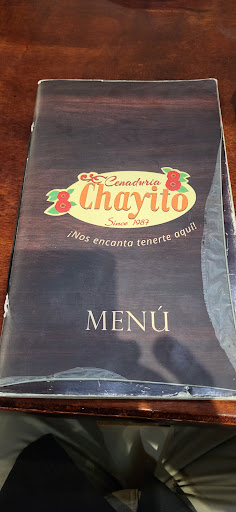 Cenaduría
Chayito
Since 1987
¡Nos encanta tenerte aquí!
MENÚ